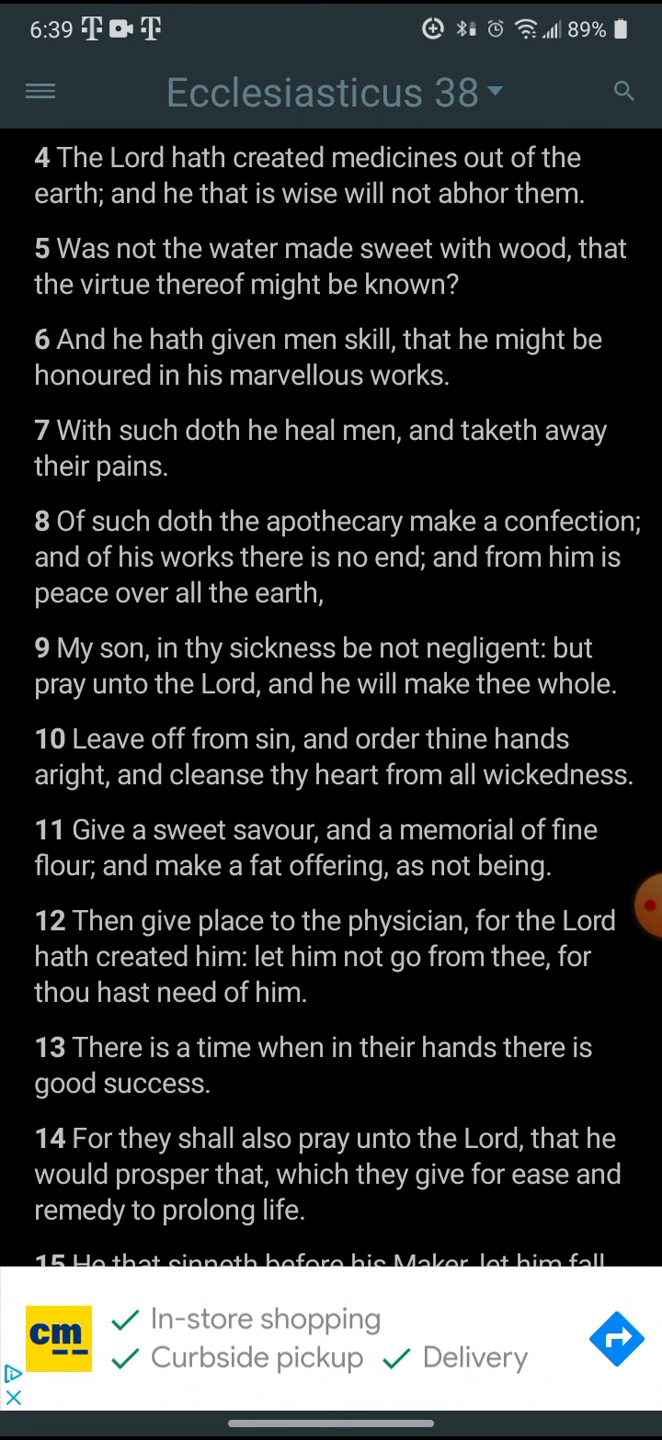 6:39
89%
Ecclesiasticus 38
4 The Lord hath created medicines out of the
earth; and he that is wise will not abhor them.
5 Was not the water made sweet with wood, that
the virtue thereof might be known?
6 And he hath given men skill, that he might be
honoured in his marvellous works.
7 With such doth he heal men, and taketh away
their pains.
8 Of such doth the apothecary make a confection;
and of his works there is no end; and from him is
peace over all the earth,
9 My son, in thy sickness be not negligent: but
pray unto the Lord, and he will make thee whole.
10 Leave off from sin, and order thine hands
aright, and cleanse thy heart from all wickedness.
11 Give a sweet savour, and a memorial of fine
flour; and make a fat offering, as not being.
12 Then give place to the physician, for the Lord
hath created him: let him not go from thee, for
thou hast need of him.
13 There is a time when in their hands there is
good success.
14 For they shall also pray unto the Lord, that he
would prosper that, which they give for ease and
remedy to prolong life.
15 He that sinneth before his Maker, let him fall
cm
In-store shopping
Curbside pickup Delivery